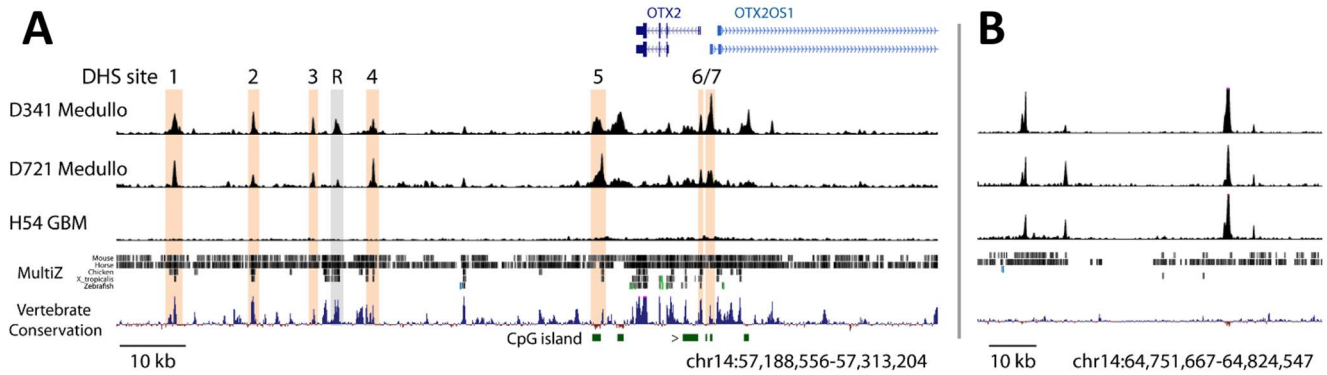 A
OTX2 OTX2OS1
B
DHS site 1 2 3 R 4 5 6/7
D341 Medullo
D721 Medullo
H54 GBM
MultiZ
Mouse
Horse
Chicken
X_tropicalis
Zebrafish
Vertebrate
Conservation
CpG island >
10 kb chr14:57,188,556-57,313,204
10 kb chr14:64,751,667-64,824,547